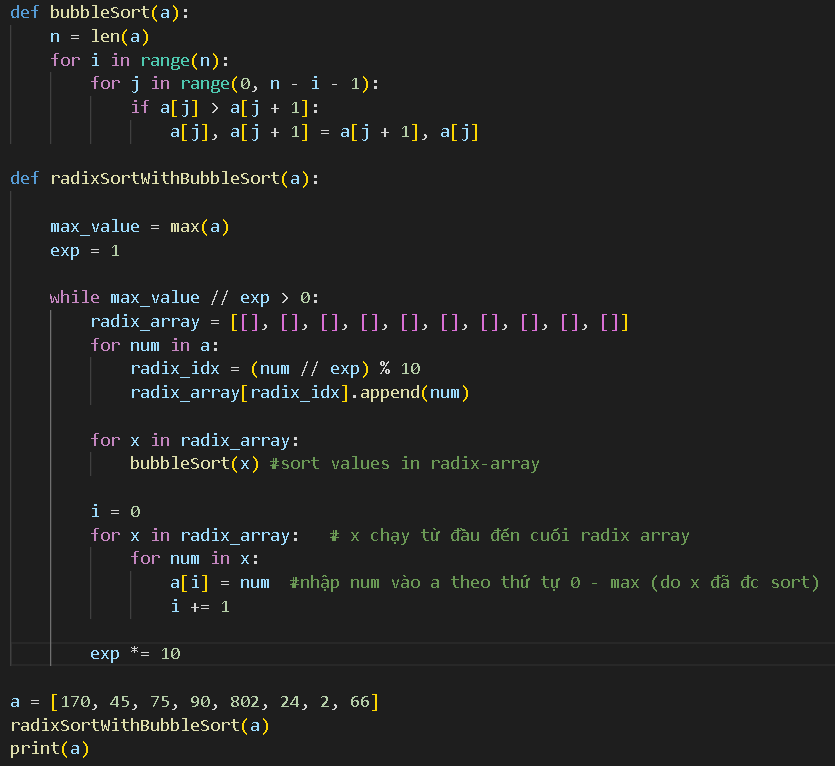 def bubbleSort(a):
    n = len(a)
    for i in range(n):
        for j in range(0, n - i - 1):
            if a[j] > a[j + 1]:
                a[j], a[j + 1] = a[j + 1], a[j]

def radixSortWithBubbleSort(a):

    max_value = max(a)
    exp = 1

    while max_value // exp > 0:
        radix_array = [[], [], [], [], [], [], [], [], [], []]
        for num in a:
            radix_idx = (num // exp) % 10
            radix_array[radix_idx].append(num)

        for x in radix_array:
            bubbleSort(x) #sort values in radix-array

        i = 0
        for x in radix_array:   # x chạy từ đầu đến cuối radix array
            for num in x:
                a[i] = num  #nhập num vào a theo thứ tự 0 - max (do x đã đc sort)
                i += 1

        exp *= 10

a = [170, 45, 75, 90, 802, 24, 2, 66]
radixSortWithBubbleSort(a)
print(a)